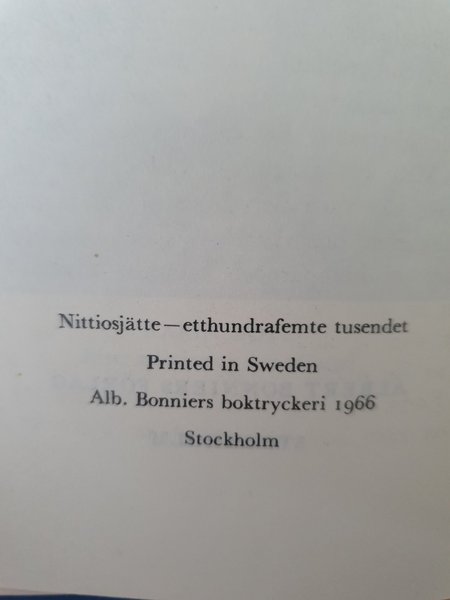 Nittiosjätte—etthundrafemte tusendet
Printed in Sweden
Alb. Bonniers boktryckeri 1966
Stockholm